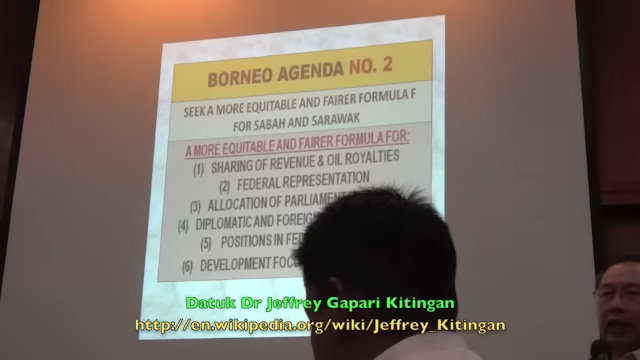 BORNEO AGENDA NO. 2
SEEK A MORE EQUITABLE AND FAIRER FORMULA F
FOR SABAH AND SARAWAK
A MORE EQUITABLE AND FAIRER FORMULA FOR:
(1) SHARING OF REVENUE & OIL ROYALTIES
(2) FEDERAL REPRESENTATION
(3) ALLOCATION OF PARLIAMENT
(4) DIPLOMATIC AND FOREIG
(5) POSITIONS IN FED
(6) DEVELOPMENT FOC
Datuk Dr Jeffrey Gapari Kitingan
http://en.wikipedia.org/wiki/Jeffrey_Kitingan